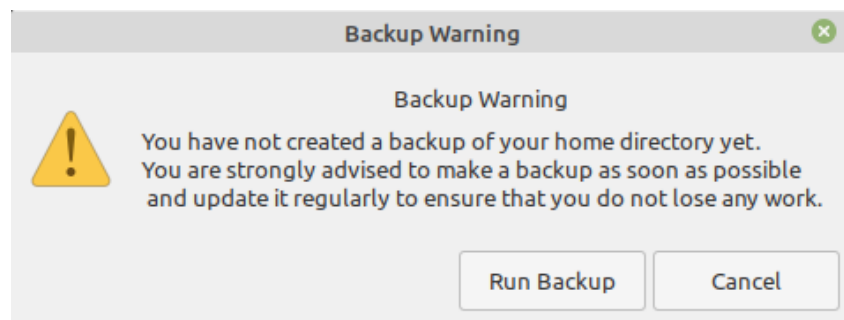 Backup Warning
Backup Warning
You have not created a backup of your home directory yet.
You are strongly advised to make a backup as soon as possible
and update it regularly to ensure that you do not lose any work.
Run Backup
Cancel